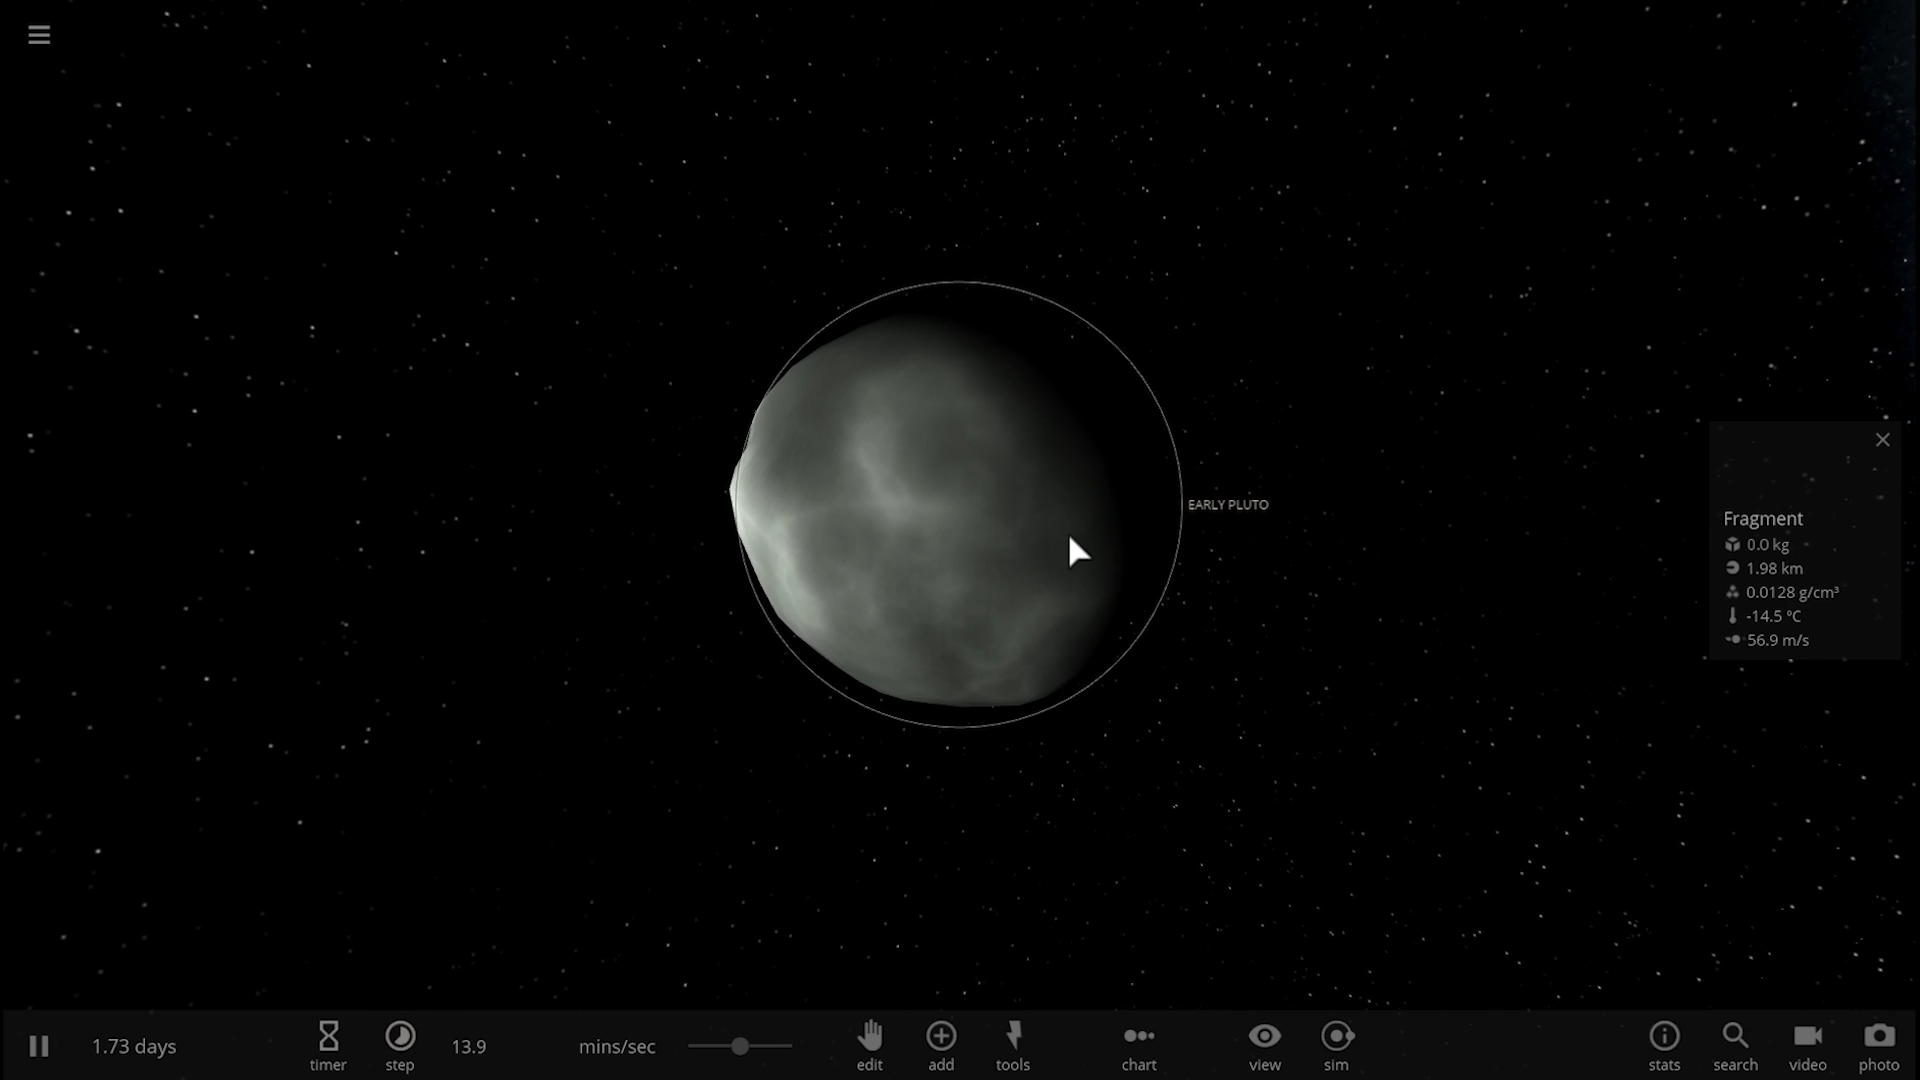 EARLY PLUTO
Fragment
0.0 kg
1.98 km
0.0128 g/cm³
-14.5 °C
56.9 m/s
1.73 days
timer
step
13.9
mins/sec
edit
add
tools
chart
view
sim
stats
search
video
photo